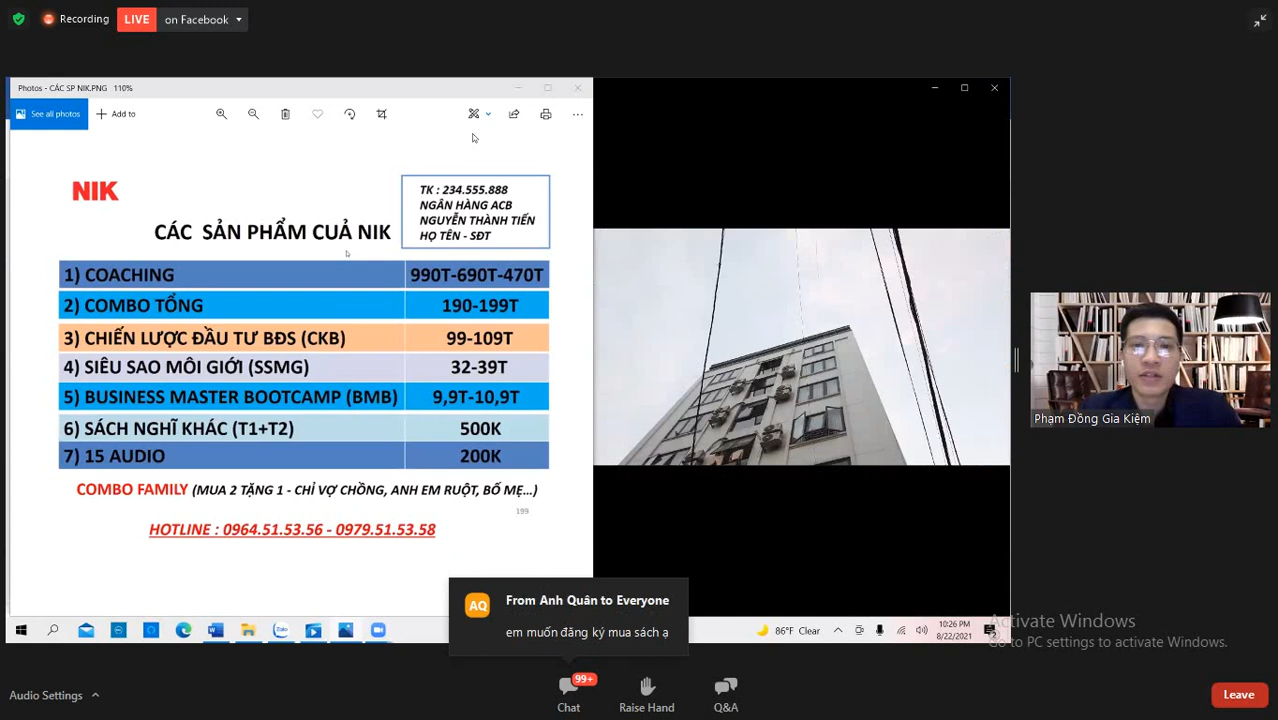 Recording
LIVE on Facebook
Photos - CÁC SP NIK.PNG 110%
See all photos
Add to
NIK
TK : 234.555.888
NGÂN HÀNG ACB
NGUYỄN THÀNH TIẾN
HỌ TÊN - SĐT
CÁC SẢN PHẨM CUẢ NIK
1) COACHING 990T-690T-470T
2) COMBO TỔNG 190-199T
3) CHIẾN LƯỢC ĐẦU TƯ BĐS (CKB) 99-109T
4) SIÊU SAO MÔI GIỚI (SSMG) 32-39T
5) BUSINESS MASTER BOOTCAMP (BMB) 9,9T-10,9T
6) SÁCH NGHĨ KHÁC (T1+T2) 500K
7) 15 AUDIO 200K
COMBO FAMILY (MUA 2 TẶNG 1 - CHỈ VỢ CHỒNG, ANH EM RUỘT, BỐ MẸ...)
199
HOTLINE : 0964.51.53.56 - 0979.51.53.58
Phạm Đồng Gia Kiệm
AQ
From Anh Quân to Everyone
em muốn đăng ký mua sách ạ
Zalo
86°F Clear
10:26 PM
8/22/2021
Activate Windows
Go to PC settings to activate Windows.
Audio Settings
99+
Chat
Raise Hand
Q&A
Leave